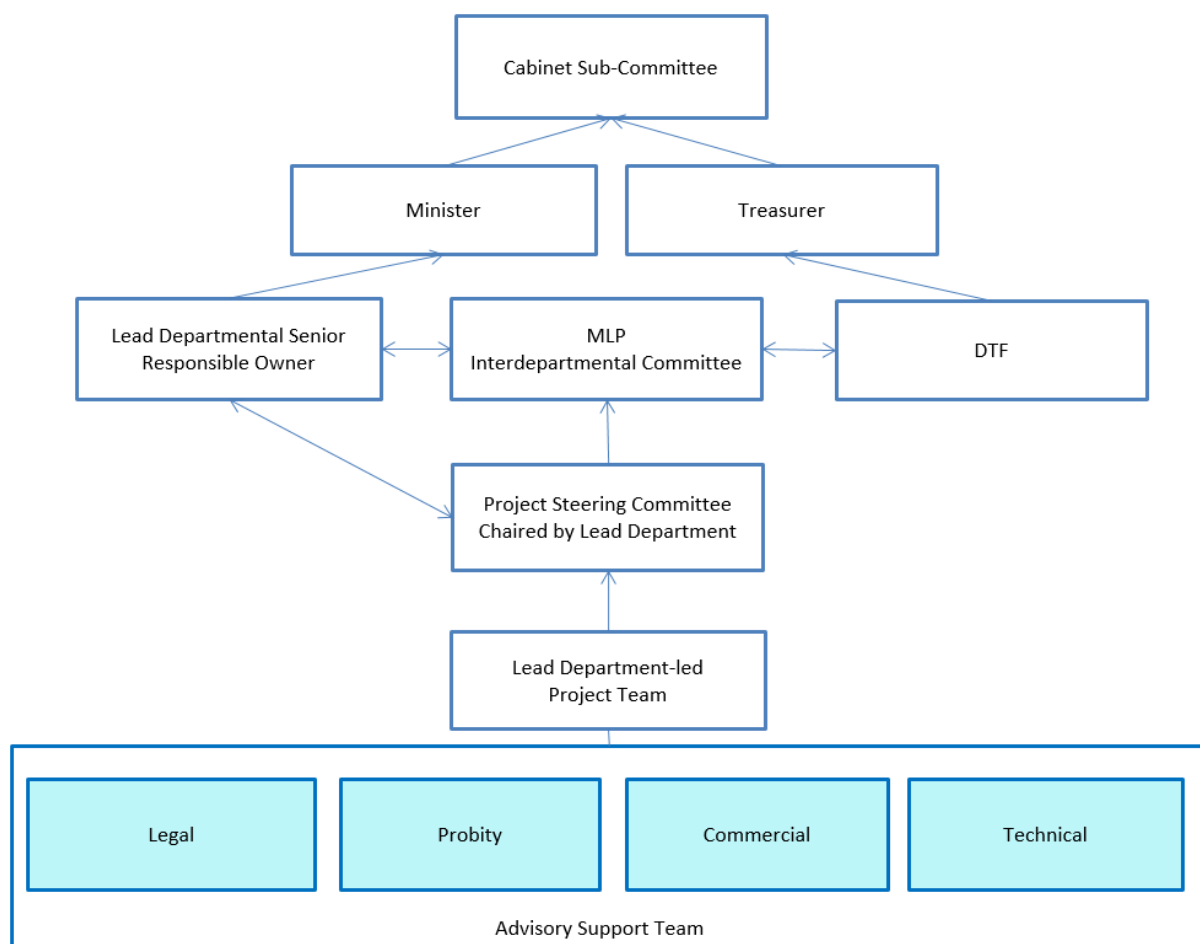 Cabinet Sub-Committee
Minister
Treasurer
Lead Departmental Senior
Responsible Owner
MLP
Interdepartmental Committee
DTF
Project Steering Committee
Chaired by Lead Department
Lead Department-led
Project Team
Legal
Probity
Commercial
Technical
Advisory Support Team